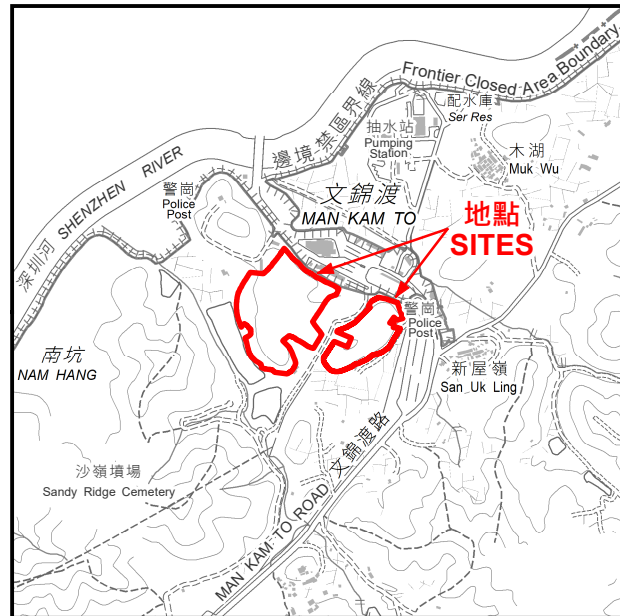 Frontier Closed Area Boundary
配水庫
Ser Res
抽水站
Pumping
Station
木湖
Muk Wu
邊境禁區界線
深圳河 SHENZHEN RIVER
警崗
Police
Post
文錦渡
MAN KAM TO
地點
SITES
警崗
Police
Post
南坑
NAM HANG
新屋嶺
San Uk Ling
沙嶺墳場
Sandy Ridge Cemetery
MAN KAM TO ROAD 文錦渡路